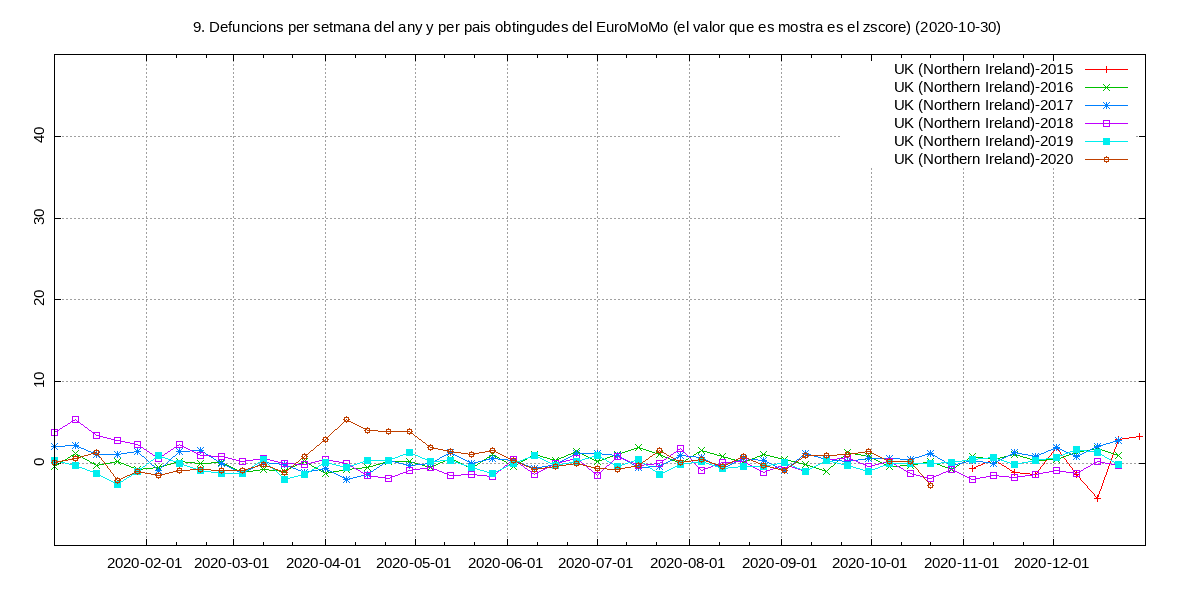 9. Defuncions per setmana del any y per pais obtingudes del EuroMoMo (el valor que es mostra es el zscore) (2020-10-30)
UK (Northern Ireland)-2015
UK (Northern Ireland)-2016
UK (Northern Ireland)-2017
UK (Northern Ireland)-2018
UK (Northern Ireland)-2019
UK (Northern Ireland)-2020
40
30
20
10
0
2020-02-01 2020-03-01 2020-04-01 2020-05-01 2020-06-01 2020-07-01 2020-08-01 2020-09-01 2020-10-01 2020-11-01 2020-12-01